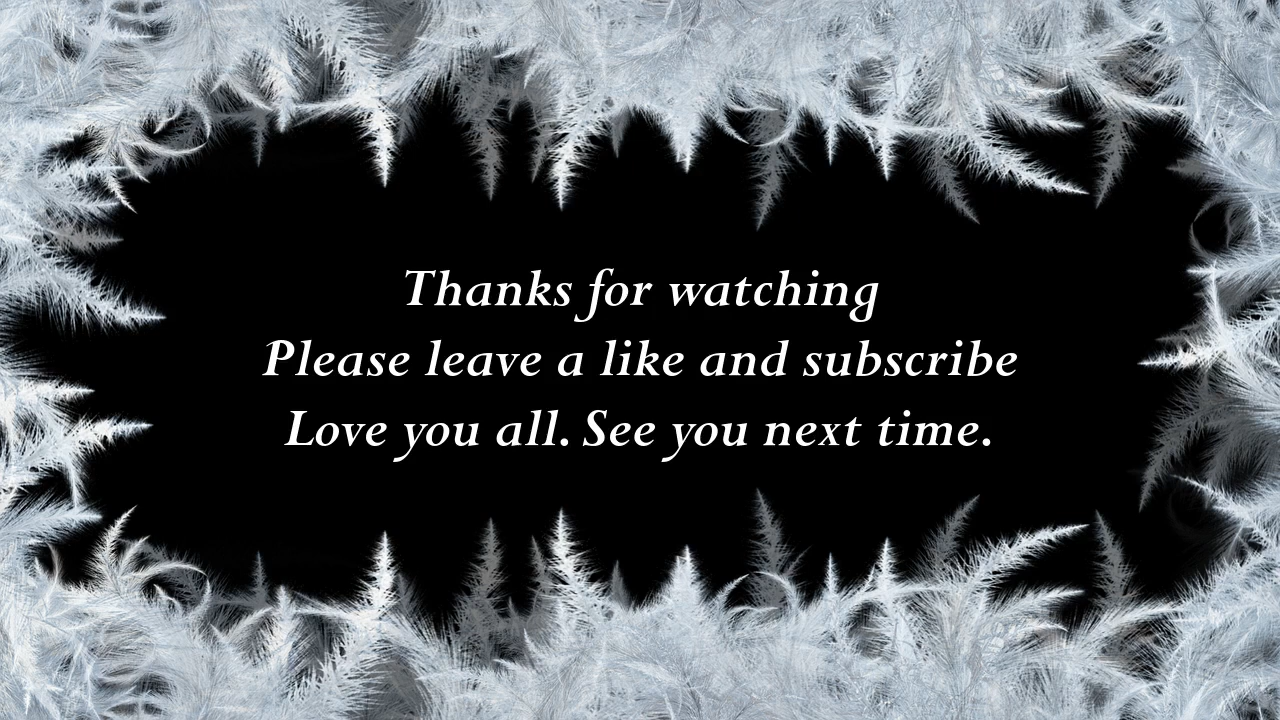 Thanks for watching
Please leave a like and subscribe
Love you all. See you next time.